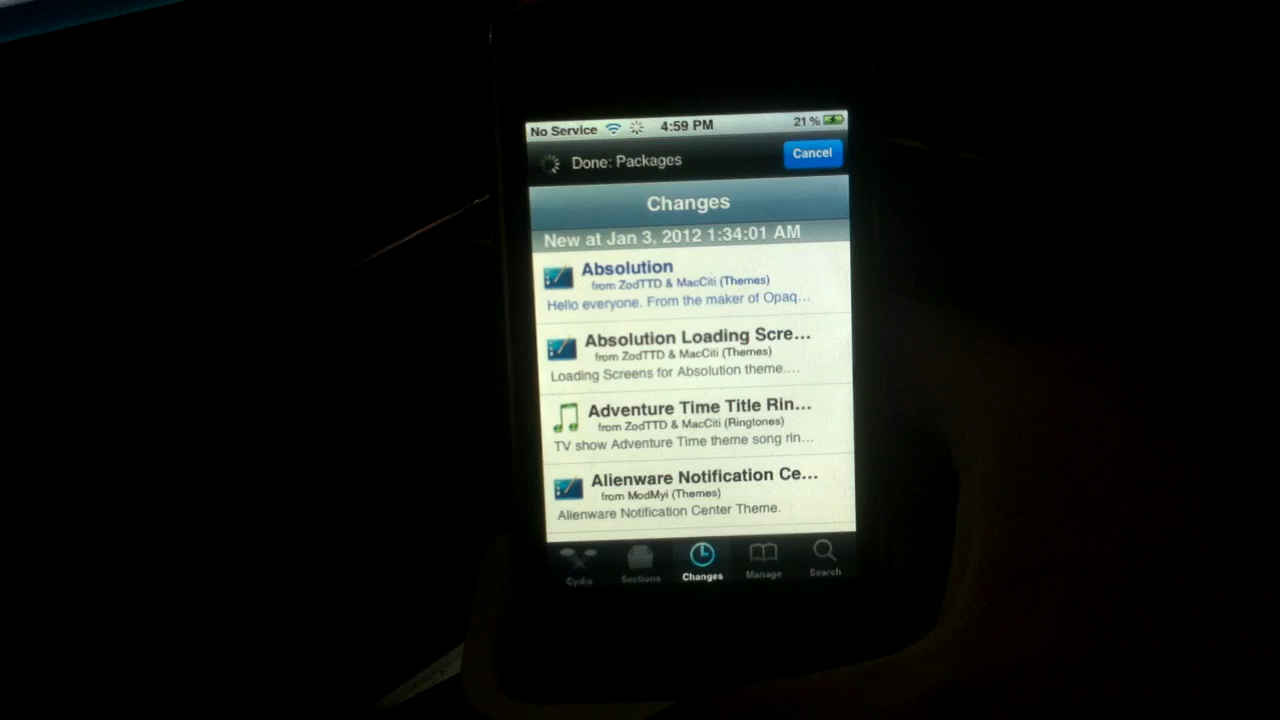 No Service 4:59 PM 21%
Done: Packages Cancel
Changes
New at Jan 3, 2012 1:34:01 AM
Absolution
from ZodTTD & MacCiti (Themes)
Hello everyone. From the maker of Opaq...
Absolution Loading Scre...
from ZodTTD & MacCiti (Themes)
Loading Screens for Absolution theme....
Adventure Time Title Rin...
from ZodTTD & MacCiti (Ringtones)
TV show Adventure Time theme song rin...
Alienware Notification Ce...
from ModMyi (Themes)
Alienware Notification Center Theme.
Cydia Sections Changes Manage Search